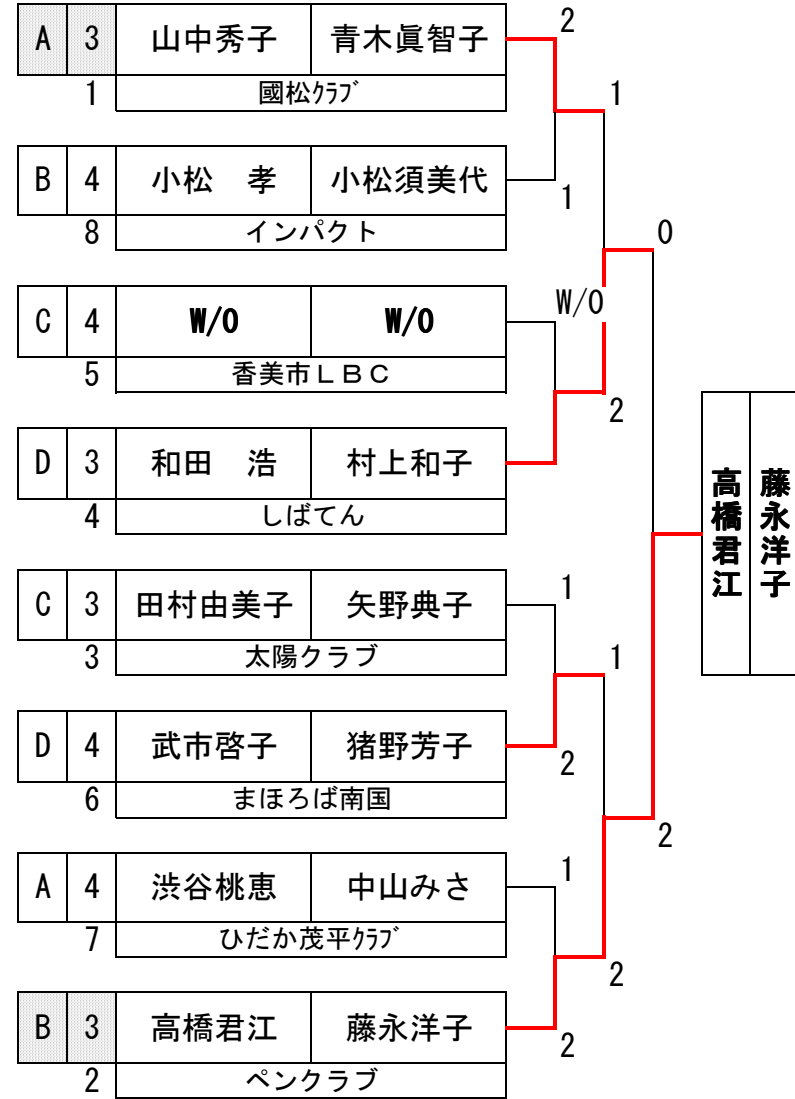 A 3 山中秀子 青木眞智子 2
1 國松ｸﾗﾌﾞ 1
B 4 小松　孝 小松須美代 1
8 インパクト 0
C 4 W/O W/O W/O
5 香美市ＬＢＣ 2
D 3 和田　浩 村上和子
4 しばてん
高橋君江 藤永洋子
C 3 田村由美子 矢野典子 1
3 太陽クラブ 1
D 4 武市啓子 猪野芳子 2
6 まほろば南国 2
A 4 渋谷桃恵 中山みさ 1
7 ひだか茂平ｸﾗﾌﾞ 2
B 3 高橋君江 藤永洋子 2
2 ペンクラブ